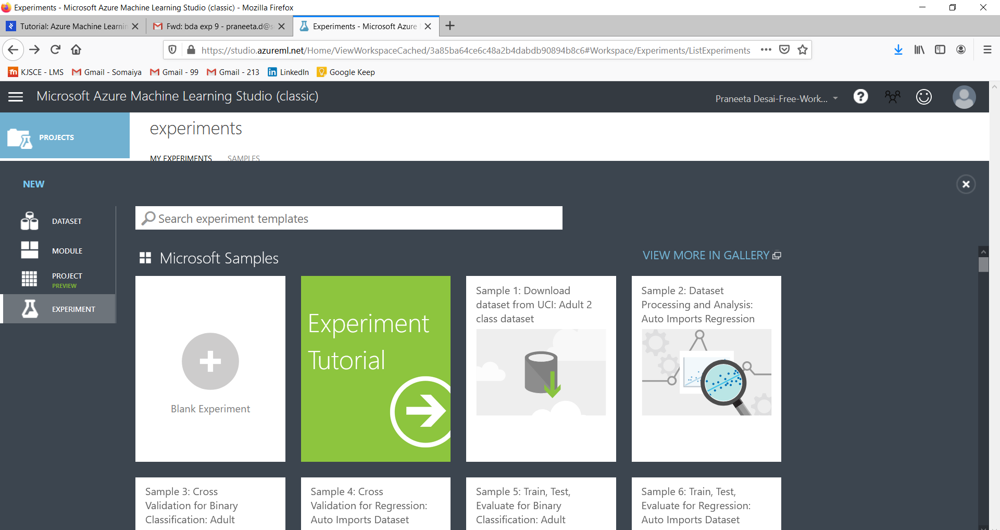 Experiments - Microsoft Azure Machine Learning Studio (classic) - Mozilla Firefox
Tutorial: Azure Machine Learnin
Fwd: bda exp 9 - praneeta.d@s
Experiments - Microsoft Azure
https://studio.azureml.net/Home/ViewWorkspaceCached/3a85ba64ce6c48a2b4dabdb90894b8c6#Workspace/Experiments/ListExperiments
KJSCE - LMS
Gmail - Somaiya
Gmail - 99
Gmail - 213
LinkedIn
Google Keep
Microsoft Azure Machine Learning Studio (classic)
Praneeta Desai-Free-Work...
PROJECTS
experiments
MY EXPERIMENTS
SAMPLES
NEW
DATASET
MODULE
PROJECT
PREVIEW
EXPERIMENT
Search experiment templates
Microsoft Samples
VIEW MORE IN GALLERY
Blank Experiment
Experiment
Tutorial
Sample 1: Download
dataset from UCI: Adult 2
class dataset
Sample 2: Dataset
Processing and Analysis:
Auto Imports Regression
Sample 3: Cross
Validation for Binary
Classification: Adult
Sample 4: Cross
Validation for Regression:
Auto Imports Dataset
Sample 5: Train, Test,
Evaluate for Binary
Classification: Adult
Sample 6: Train, Test,
Evaluate for Regression:
Auto Imports Dataset